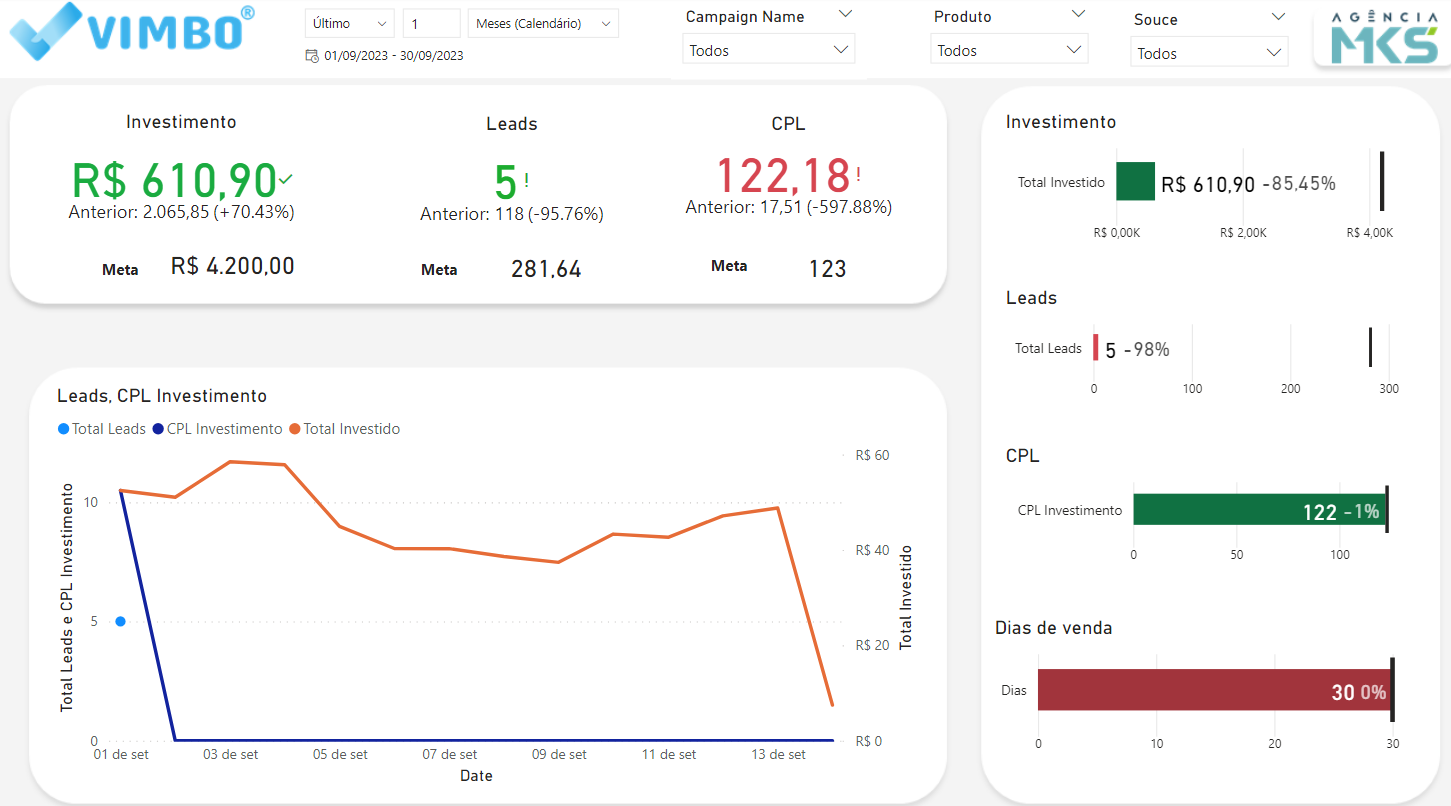 VIMBO®
Último
1
Meses (Calendário)
01/09/2023 - 30/09/2023
Campaign Name
Todos
Produto
Todos
Souce
Todos
AGÊNCIA
MKS
Investimento
R$ 610,90
Anterior: 2.065,85 (+70.43%)
Meta R$ 4.200,00
Leads
5!
Anterior: 118 (-95.76%)
Meta 281,64
CPL
122,18!
Anterior: 17,51 (-597.88%)
Meta 123
Leads, CPL Investimento
Total Leads CPL Investimento Total Investido
Total Leads e CPL Investimento
10
5
0
R$ 60
R$ 40
R$ 20
R$ 0
Total Investido
01 de set 03 de set 05 de set 07 de set 09 de set 11 de set 13 de set
Date
Investimento
Total Investido R$ 610,90 -85,45%
R$ 0,00K R$ 2,00K R$ 4,00K
Leads
Total Leads 5 -98%
0 100 200 300
CPL
CPL Investimento 122 -1%
0 50 100
Dias de venda
Dias 30 0%
0 10 20 30